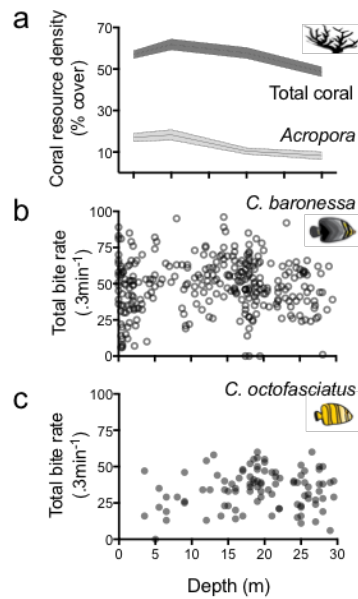 a
Coral resource density
(% cover)
70
50
30
10
Total coral
Acropora
b
C. baronessa
Total bite rate
(.3min-1)
100
75
50
25
0
c
C. octofasciatus
Total bite rate
(.3min-1)
100
75
50
25
0
0 5 10 15 20 25 30
Depth (m)